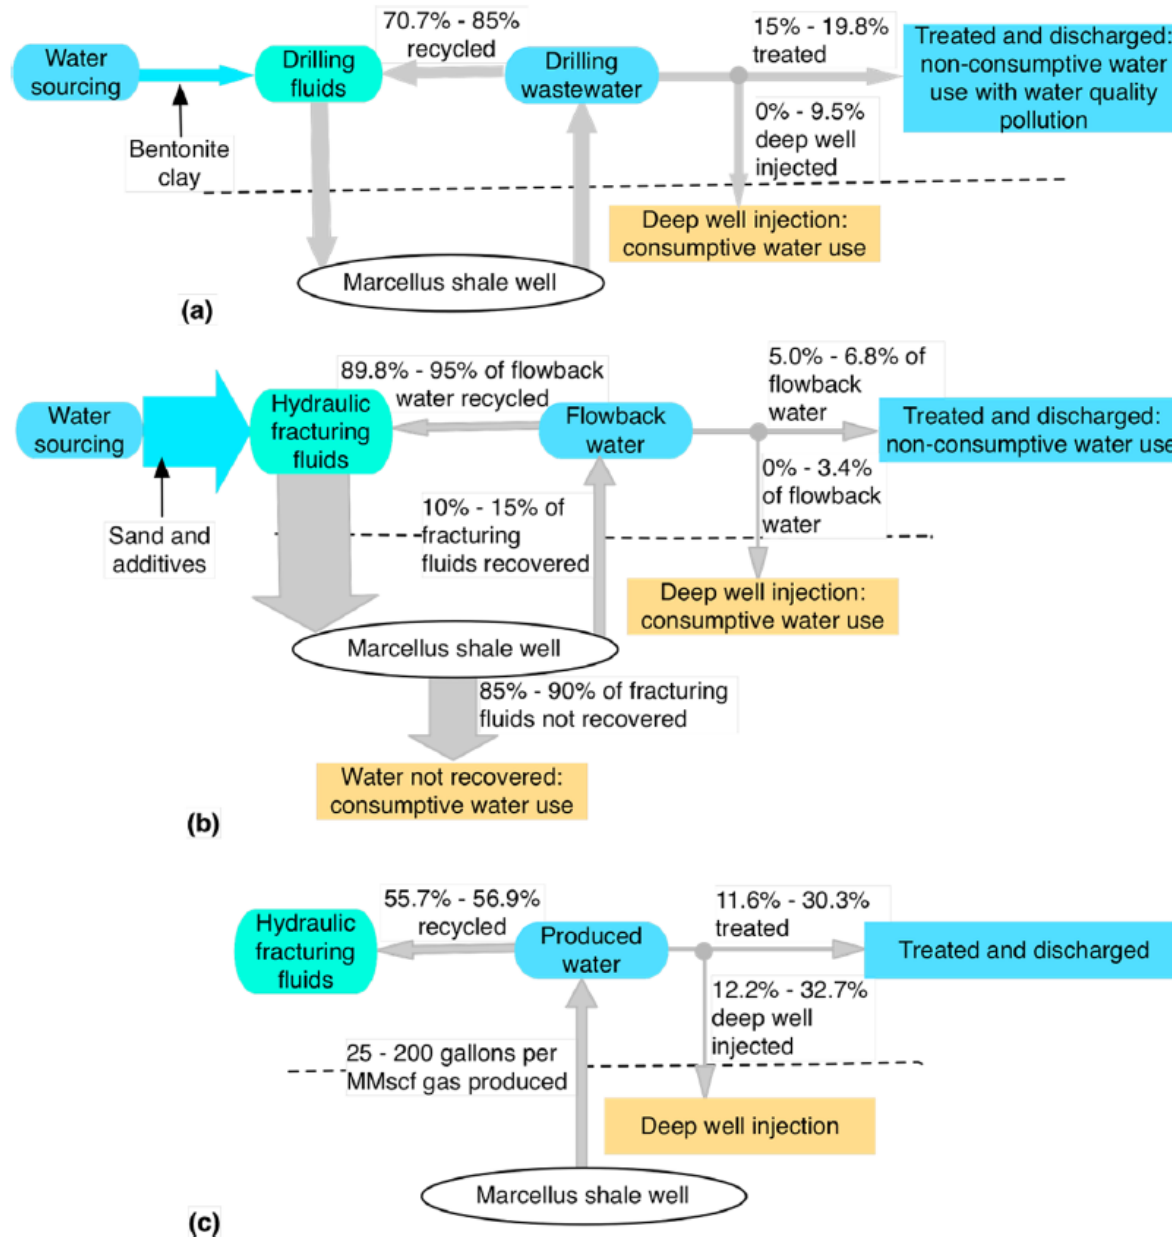 70.7% - 85%
recycled
15% - 19.8%
treated
Water
sourcing
Drilling
fluids
Drilling
wastewater
Treated and discharged:
non-consumptive water
use with water quality
pollution
Bentonite
clay
0% - 9.5%
deep well
injected
Deep well injection:
consumptive water use
Marcellus shale well
(a)
89.8% - 95% of flowback
water recycled
5.0% - 6.8% of
flowback
water
Water
sourcing
Hydraulic
fracturing
fluids
Flowback
water
Treated and discharged:
non-consumptive water use
Sand and
additives
10% - 15% of
fracturing
fluids recovered
0% - 3.4%
of flowback
water
Deep well injection:
consumptive water use
Marcellus shale well
85% - 90% of fracturing
fluids not recovered
Water not recovered:
consumptive water use
(b)
55.7% - 56.9%
recycled
11.6% - 30.3%
treated
Hydraulic
fracturing
fluids
Produced
water
Treated and discharged
12.2% - 32.7%
deep well
injected
25 - 200 gallons per
MMscf gas produced
Deep well injection
Marcellus shale well
(c)